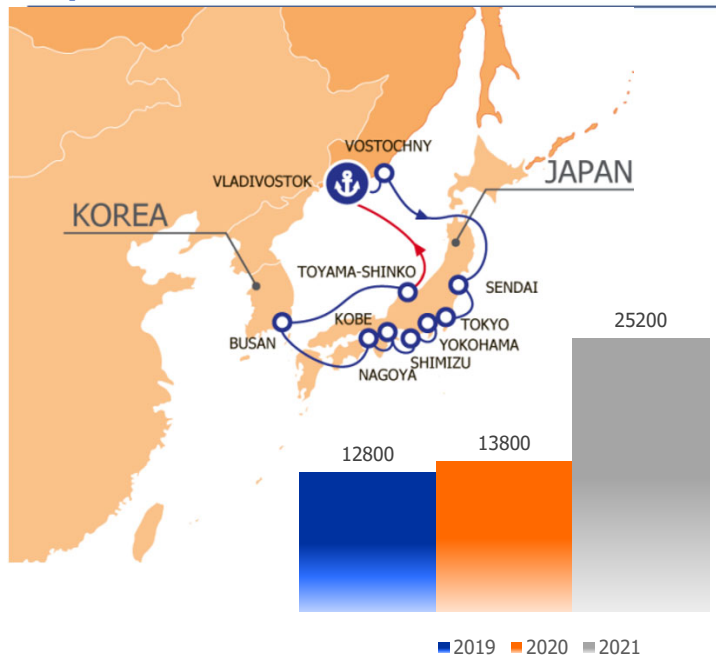 VOSTOCHNY
VLADIVOSTOK
JAPAN
KOREA
TOYAMA-SHINKO
SENDAI
KOBE
TOKYO
BUSAN
YOKOHAMA
SHIMIZU
NAGOYA
25200
13800
12800
2019 2020 2021